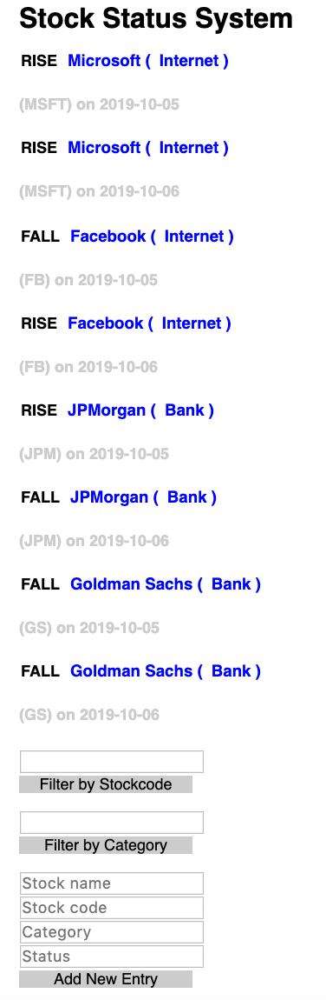 Stock Status System
RISE Microsoft ( Internet )
(MSFT) on 2019-10-05
RISE Microsoft ( Internet )
(MSFT) on 2019-10-06
FALL Facebook ( Internet )
(FB) on 2019-10-05
RISE Facebook ( Internet )
(FB) on 2019-10-06
RISE JPMorgan ( Bank )
(JPM) on 2019-10-05
FALL JPMorgan ( Bank )
(JPM) on 2019-10-06
FALL Goldman Sachs ( Bank )
(GS) on 2019-10-05
FALL Goldman Sachs ( Bank )
(GS) on 2019-10-06
Filter by Stockcode
Filter by Category
Stock name
Stock code
Category
Status
Add New Entry